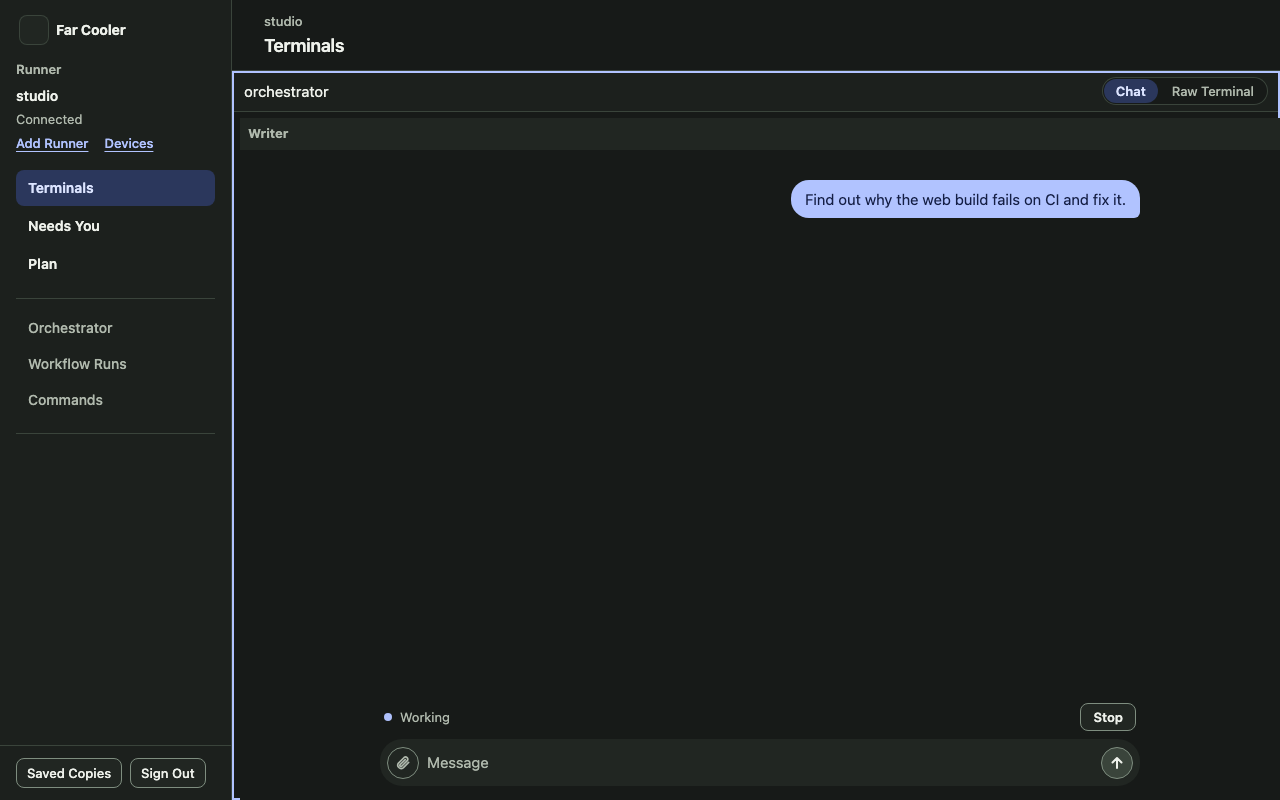 Far Cooler
Runner
studio
Connected
Add Runner Devices
Terminals
Needs You
Plan
Orchestrator
Workflow Runs
Commands
Saved Copies Sign Out
studio
Terminals
orchestrator
Chat Raw Terminal
Writer
Find out why the web build fails on CI and fix it.
Working
Stop
Message